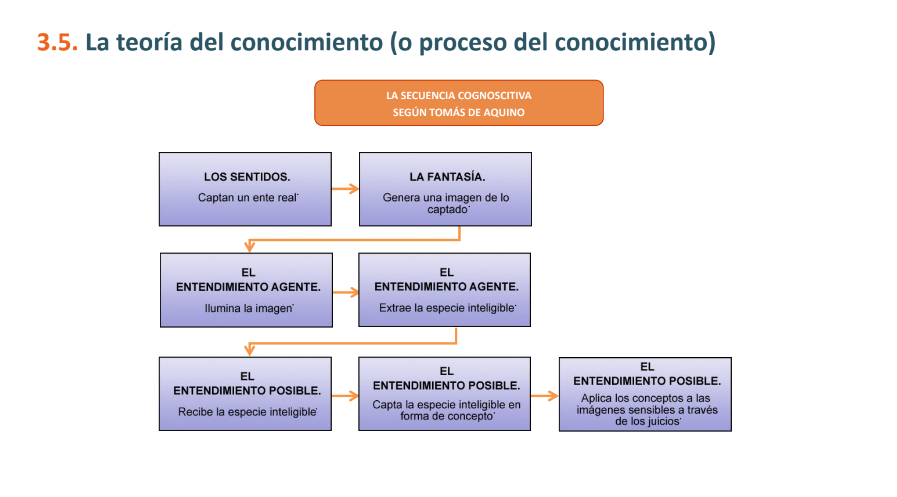 3.5. La teoría del conocimiento (o proceso del conocimiento)
LA SECUENCIA COGNOSCITIVA
SEGÚN TOMÁS DE AQUINO
LOS SENTIDOS.
Captan un ente real.
LA FANTASÍA.
Genera una imagen de lo
captado.
EL
ENTENDIMIENTO AGENTE.
Ilumina la imagen.
EL
ENTENDIMIENTO AGENTE.
Extrae la especie inteligible.
EL
ENTENDIMIENTO POSIBLE.
Recibe la especie inteligible.
EL
ENTENDIMIENTO POSIBLE.
Capta la especie inteligible en
forma de concepto.
EL
ENTENDIMIENTO POSIBLE.
Aplica los conceptos a las
imágenes sensibles a través
de los juicios.